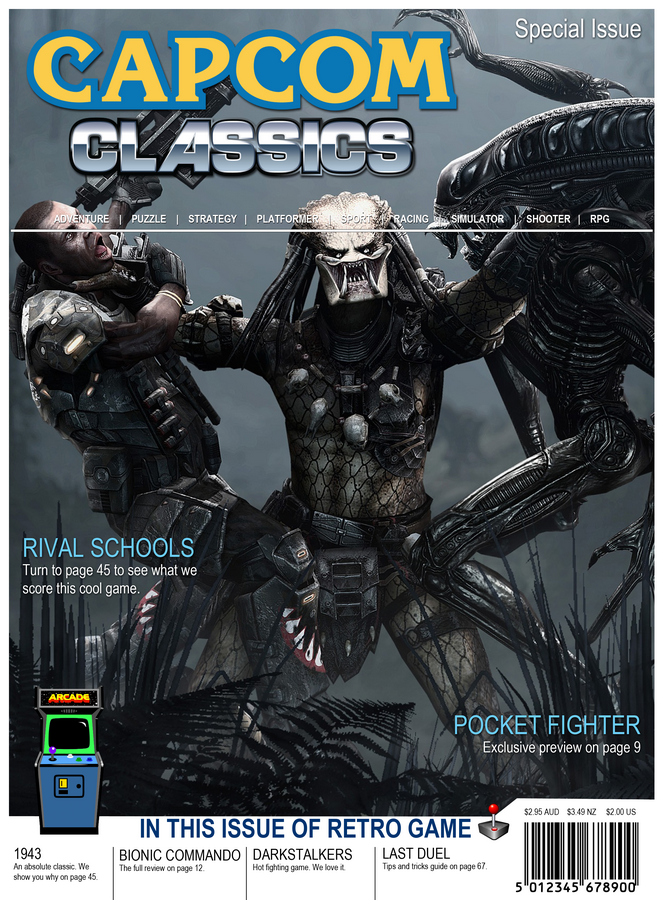 Special Issue
CAPCOM
CLASSICS
ADVENTURE | PUZZLE | STRATEGY | PLATFORMER | SPORT | RACING | SIMULATOR | SHOOTER | RPG
RIVAL SCHOOLS
Turn to page 45 to see what we
score this cool game.
ARCADE
POCKET FIGHTER
Exclusive preview on page 9
IN THIS ISSUE OF RETRO GAME
$2.95 AUD $3.49 NZ $2.00 US
1943
An absolute classic. We
show you why on page 45.
BIONIC COMMANDO
The full review on page 12.
DARKSTALKERS
Hot fighting game. We love it.
LAST DUEL
Tips and tricks guide on page 67.
5 012345 678900